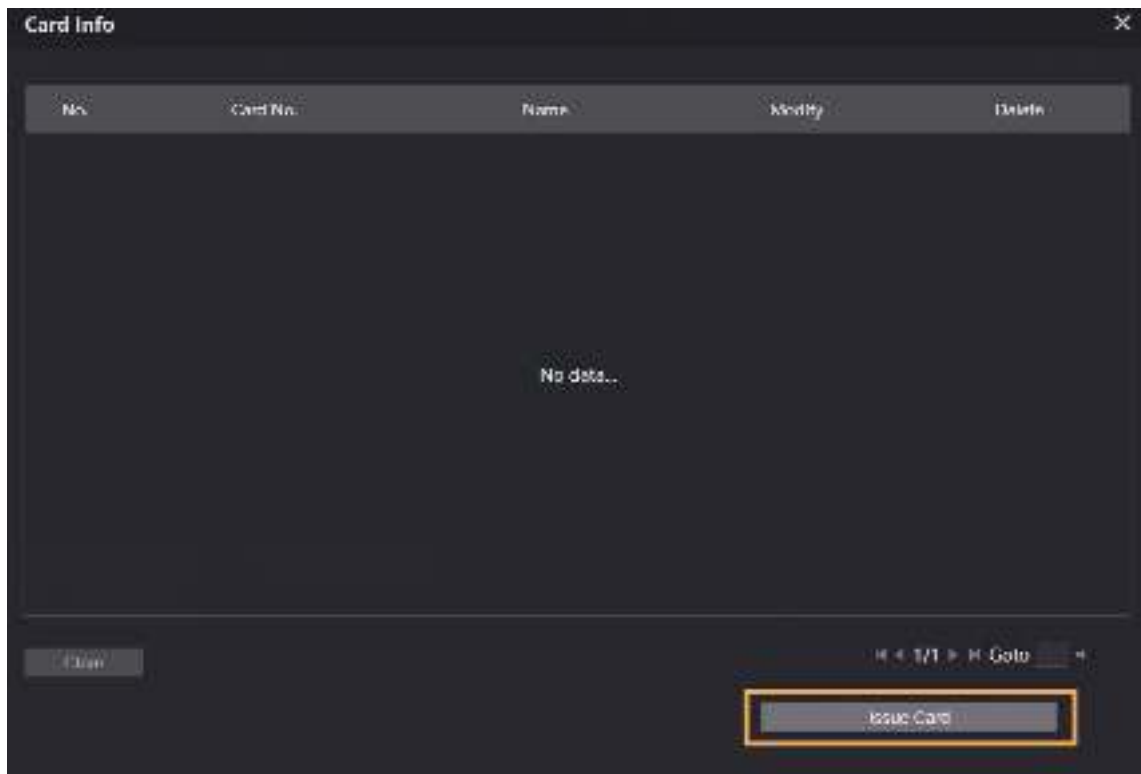 Card Info
No. Card No. Name Modify Delete
No data...
Clear
1/1 Goto
Issue Card